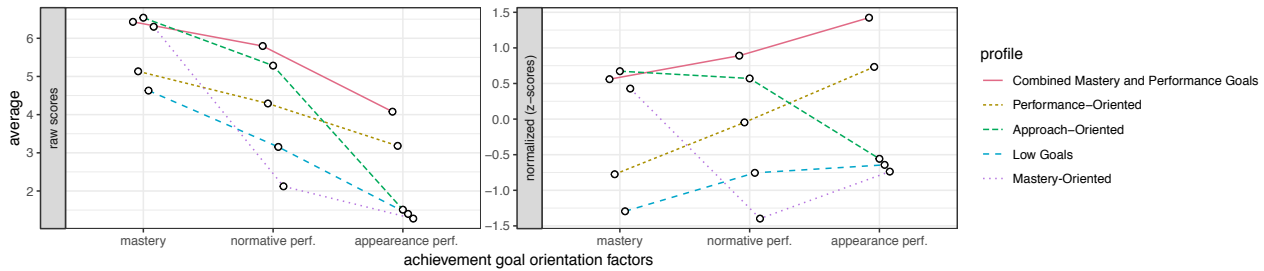 average
raw scores
6
5
4
3
2
mastery
normative perf.
appeareance perf.
normalized (z−scores)
1.5
1.0
0.5
0.0
−0.5
−1.0
−1.5
mastery
normative perf.
appearance perf.
achievement goal orientation factors
profile
Combined Mastery and Performance Goals
Performance−Oriented
Approach−Oriented
Low Goals
Mastery−Oriented